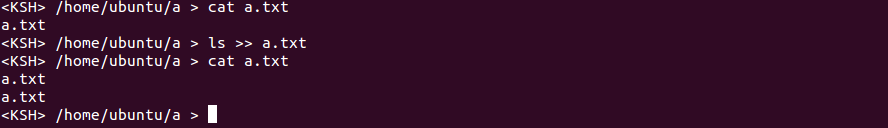 <KSH> /home/ubuntu/a > cat a.txt
a.txt
<KSH> /home/ubuntu/a > ls >> a.txt
<KSH> /home/ubuntu/a > cat a.txt
a.txt
a.txt
<KSH> /home/ubuntu/a >